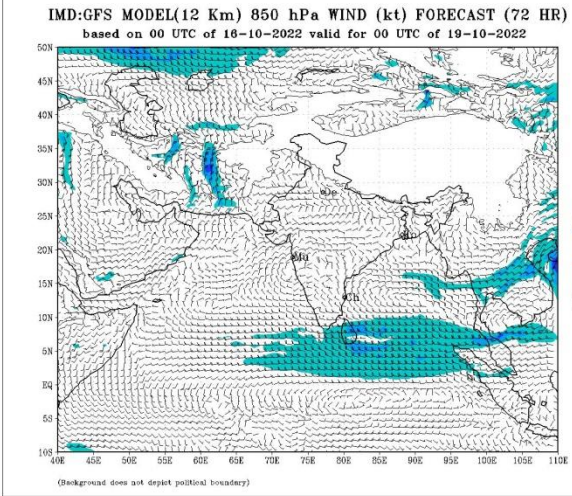 IMD:GFS MODEL(12 Km) 850 hPa WIND (kt) FORECAST (72 HR)
based on 00 UTC of 16-10-2022 valid for 00 UTC of 19-10-2022
50N
45N
40N
35N
30N
25N
20N
15N
10N
5N
EQ
5S
10S
De
Mu
Ch
40E 45E 50E 55E 60E 65E 70E 75E 80E 85E 90E 95E 100E 105E 110E
(Background does not depict political boundary)